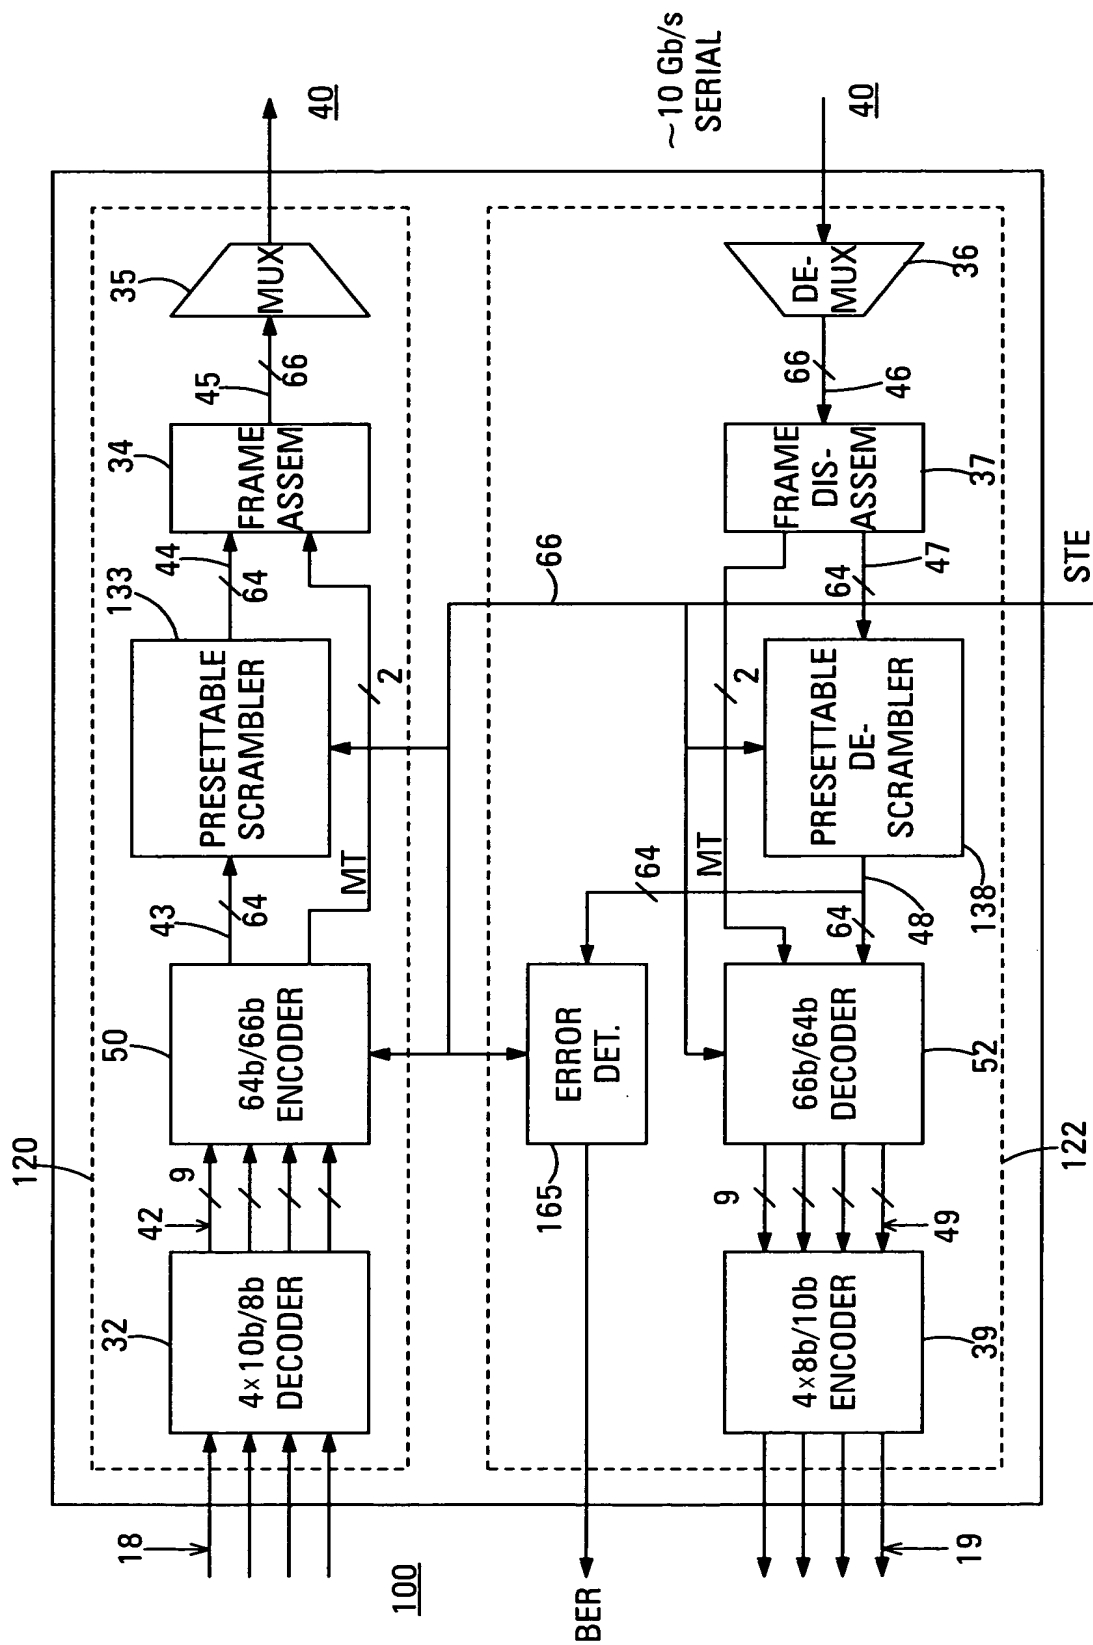 120
18
32
4×10b/8b
DECODER
42
9
50
64b/66b
ENCODER
43
64
MT
133
PRESETTABLE
SCRAMBLER
2
44
64
34
FRAME
ASSEM
45
66
35
MUX
40
100
66
BER
165
ERROR
DET.
64
MT
2
~10 Gb/s
SERIAL
40
19
39
4×8b/10b
ENCODER
49
9
52
66b/64b
DECODER
122
48
64
138
PRESETTABLE
DE-
SCRAMBLER
47
64
37
FRAME
DIS-
ASSEM
46
66
36
DE-
MUX
STE